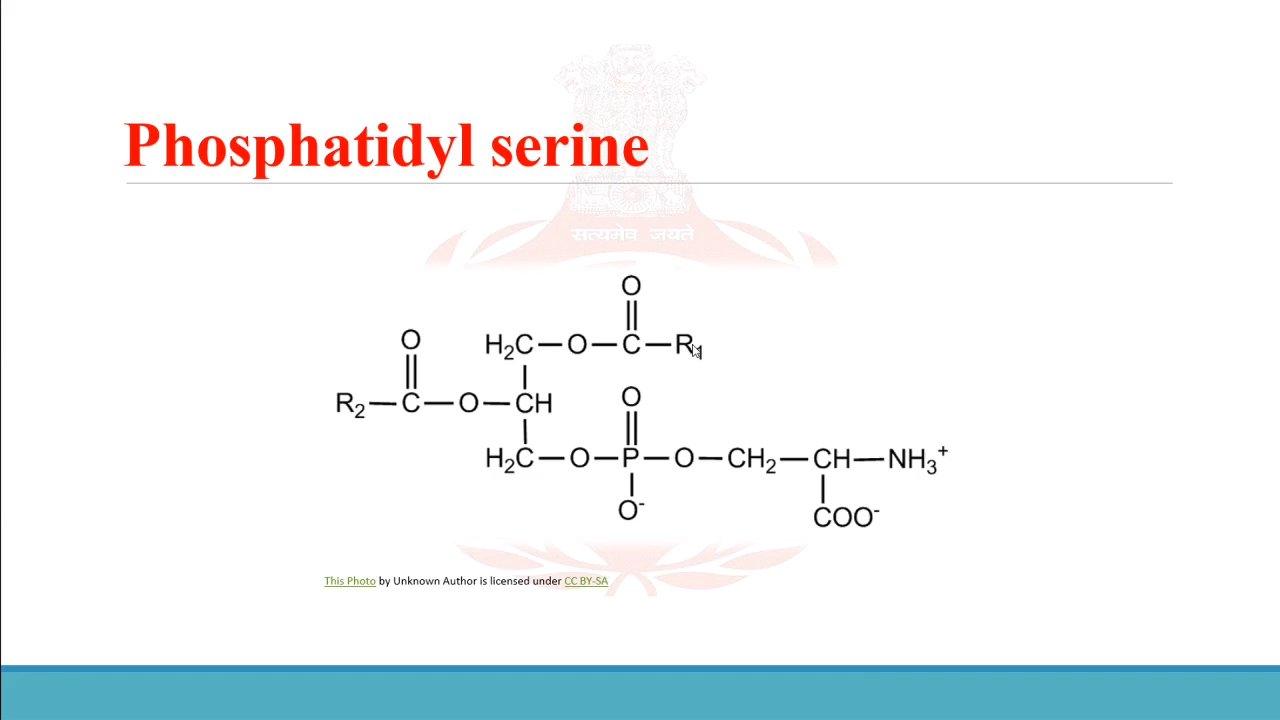 Phosphatidyl serine
सत्यमेव जयते
O
O
H₂C—O—C—R₁
R₂—C—O—CH
O
H₂C—O—P—O—CH₂—CH—NH₃⁺
O⁻
COO⁻
This Photo by Unknown Author is licensed under CC BY-SA